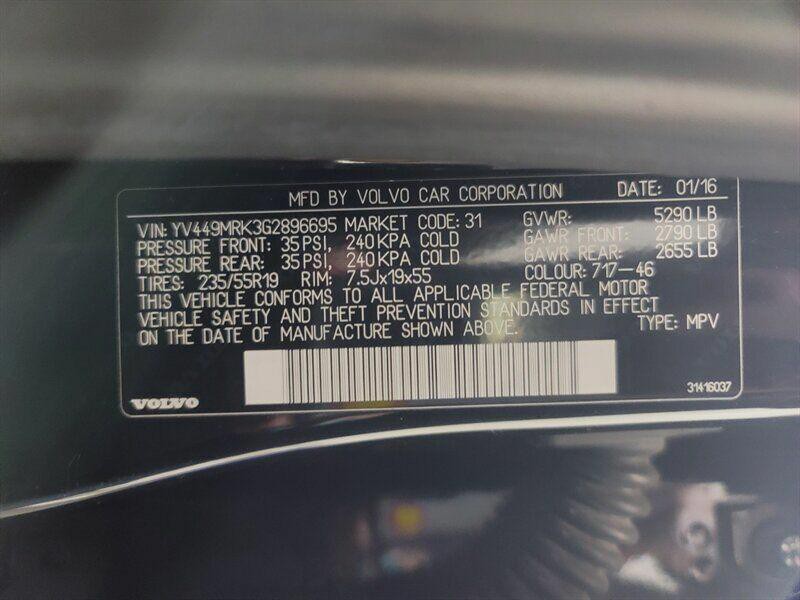 MFD BY VOLVO CAR CORPORATION DATE: 01/16
VIN: YV449MRK3G2896695 MARKET CODE: 31 GVWR: 5290 LB
PRESSURE FRONT: 35 PSI, 240 KPA COLD GAWR FRONT: 2790 LB
PRESSURE REAR: 35 PSI, 240 KPA COLD GAWR REAR: 2655 LB
TIRES: 235/55R19 RIM: 7.5Jx19x55 COLOUR: 717-46
THIS VEHICLE CONFORMS TO ALL APPLICABLE FEDERAL MOTOR
VEHICLE SAFETY AND THEFT PREVENTION STANDARDS IN EFFECT
ON THE DATE OF MANUFACTURE SHOWN ABOVE. TYPE: MPV
VOLVO 31416037